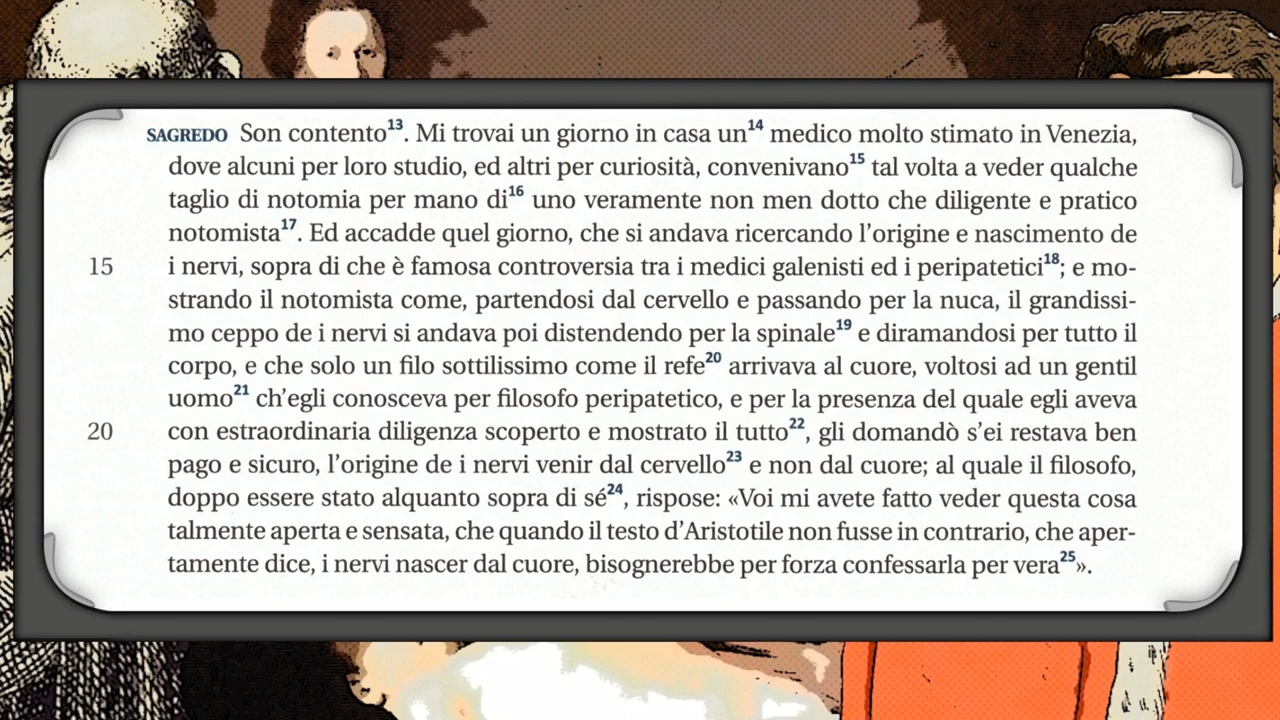 SAGREDO Son contento13. Mi trovai un giorno in casa un14 medico molto stimato in Venezia,
dove alcuni per loro studio, ed altri per curiosità, convenivano15 tal volta a veder qualche
taglio di notomia per mano di16 uno veramente non men dotto che diligente e pratico
notomista17. Ed accadde quel giorno, che si andava ricercando l'origine e nascimento de
15 i nervi, sopra di che è famosa controversia tra i medici galenisti ed i peripatetici18; e mo-
strando il notomista come, partendosi dal cervello e passando per la nuca, il grandissi-
mo ceppo de i nervi si andava poi distendendo per la spinale19 e diramandosi per tutto il
corpo, e che solo un filo sottilissimo come il refe20 arrivava al cuore, voltosi ad un gentil
uomo21 ch'egli conosceva per filosofo peripatetico, e per la presenza del quale egli aveva
20 con estraordinaria diligenza scoperto e mostrato il tutto22, gli domandò s'ei restava ben
pago e sicuro, l'origine de i nervi venir dal cervello23 e non dal cuore; al quale il filosofo,
doppo essere stato alquanto sopra di sé24, rispose: «Voi mi avete fatto veder questa cosa
talmente aperta e sensata, che quando il testo d'Aristotile non fusse in contrario, che aper-
tamente dice, i nervi nascer dal cuore, bisognerebbe per forza confessarla per vera25».